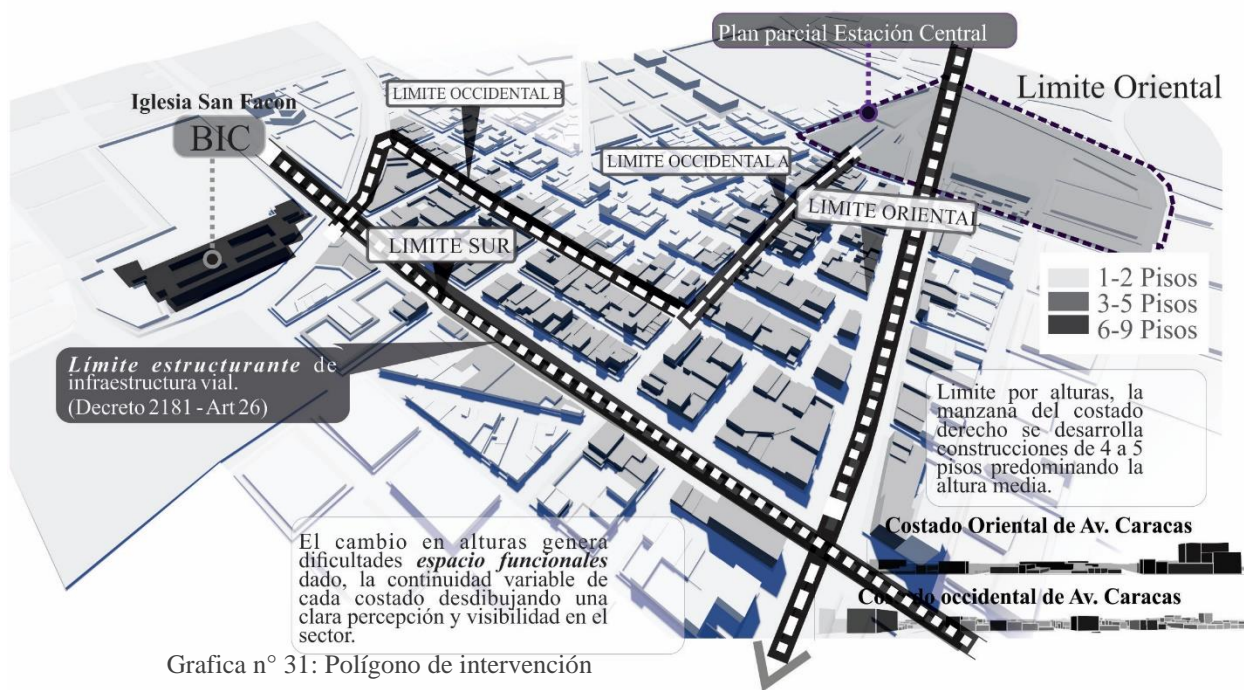 Plan parcial Estación Central
Limite Oriental
Iglesia San Facon
BIC
LIMITE OCCIDENTAL B
LIMITE OCCIDENTAL A
LIMITE ORIENTAL
LIMITE SUR
1-2 Pisos
3-5 Pisos
6-9 Pisos
Límite estructurante de
infraestructura vial.
(Decreto 2181 - Art 26)
Limite por alturas, la
manzana del costado
derecho se desarrolla
construcciones de 4 a 5
pisos predominando la
altura media.
Costado Oriental de Av. Caracas
Costado occidental de Av. Caracas
El cambio en alturas genera
dificultades espacio funcionales
dado, la continuidad variable de
cada costado desdibujando una
clara percepción y visibilidad en el
sector.
Grafica n° 31: Polígono de intervención